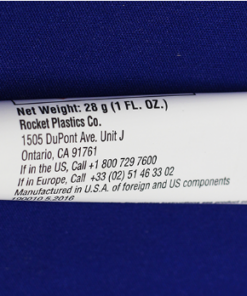 Net Weight: 28 g (1 FL. OZ.)
Rocket Plastics Co.
1505 DuPont Ave. Unit J
Ontario, CA 91761
If in the US, Call +1 800 729 7600
If in Europe, Call +33 (02) 51 46 33 02
Manufactured in U.S.A. of foreign and US components